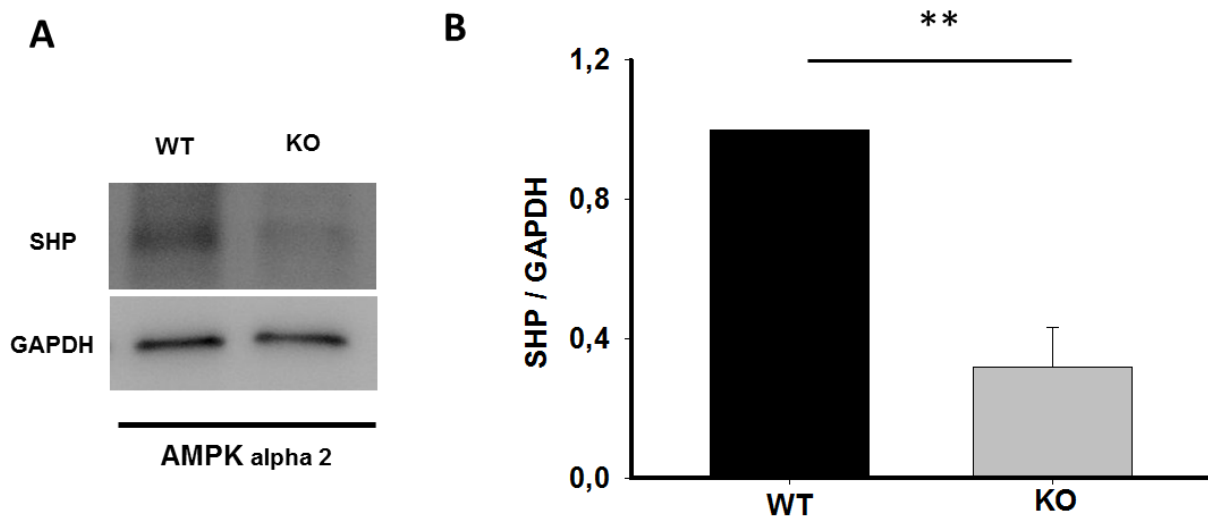 A
WT KO
SHP
GAPDH
AMPK alpha 2
B
**
1,2
0,8
0,4
0,0
SHP / GAPDH
WT KO